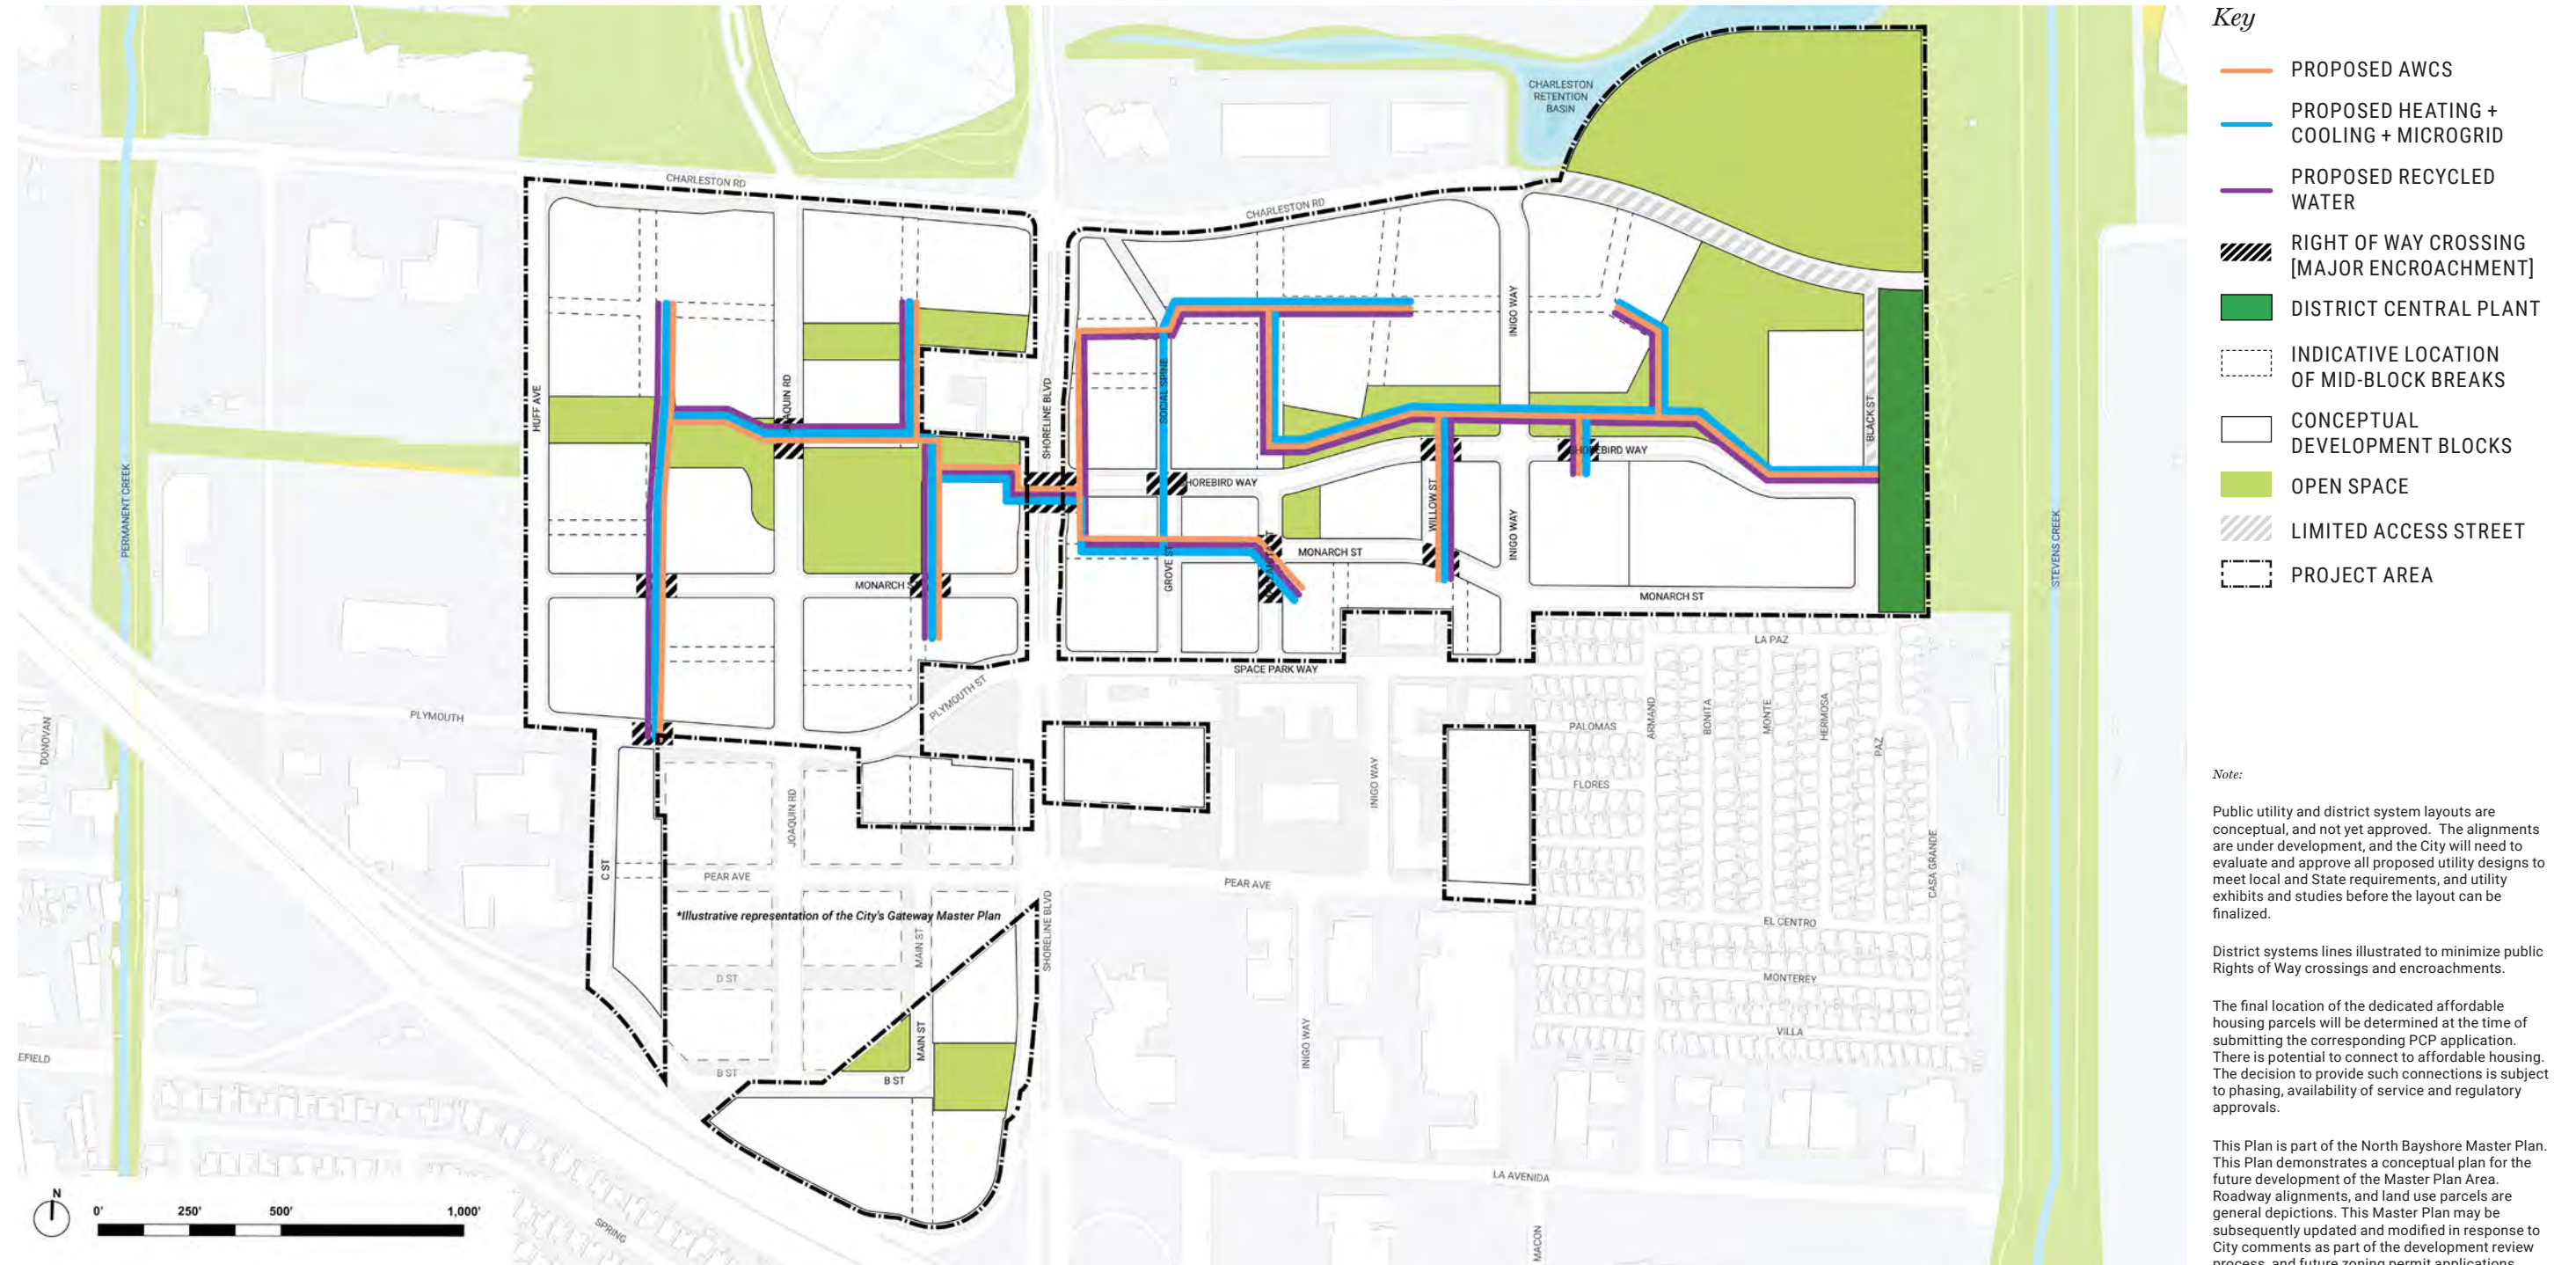 Key
PROPOSED AWCS
PROPOSED HEATING +
COOLING + MICROGRID
PROPOSED RECYCLED
WATER
RIGHT OF WAY CROSSING
[MAJOR ENCROACHMENT]
DISTRICT CENTRAL PLANT
INDICATIVE LOCATION
OF MID-BLOCK BREAKS
CONCEPTUAL
DEVELOPMENT BLOCKS
OPEN SPACE
LIMITED ACCESS STREET
PROJECT AREA
Note:
Public utility and district system layouts are
conceptual, and not yet approved. The alignments
are under development, and the City will need to
evaluate and approve all proposed utility designs to
meet local and State requirements, and utility
exhibits and studies before the layout can be
finalized.
District systems lines illustrated to minimize public
Rights of Way crossings and encroachments.
The final location of the dedicated affordable
housing parcels will be determined at the time of
submitting the corresponding PCP application.
There is potential to connect to affordable housing.
The decision to provide such connections is subject
to phasing, availability of service and regulatory
approvals.
This Plan is part of the North Bayshore Master Plan.
This Plan demonstrates a conceptual plan for the
future development of the Master Plan Area.
Roadway alignments, and land use parcels are
general depictions. This Master Plan may be
subsequently updated and modified in response to
City comments as part of the development review
process, and future zoning permit applications
CHARLESTON
RETENTION
BASIN
CHARLESTON RD
CHARLESTON RD
INIGO WAY
HUFF AVE
JOAQUIN RD
SHORELINE BLVD
SOCIAL SPINE
BLACK ST
SHOREBIRD WAY
SHOREBIRD WAY
PERMANENT CREEK
STEVENS CREEK
WILLOW ST
INIGO WAY
MONARCH ST
MONARCH ST
GROVE ST
MONARCH ST
LA PAZ
SPACE PARK WAY
PLYMOUTH ST
PLYMOUTH
DONOVAN
PALOMAS
ARMAND
BONITA
MONTE
HERMOSA
PAZ
FLORES
INIGO WAY
JOAQUIN RD
C ST
PEAR AVE
PEAR AVE
CASA GRANDE
*Illustrative representation of the City's Gateway Master Plan
MAIN ST
SHORELINE BLVD
EL CENTRO
D ST
MONTEREY
VILLA
MAIN ST
INIGO WAY
EFIELD
B ST
B ST
LA AVENIDA
N
0' 250' 500' 1,000'
SPRING
MACON